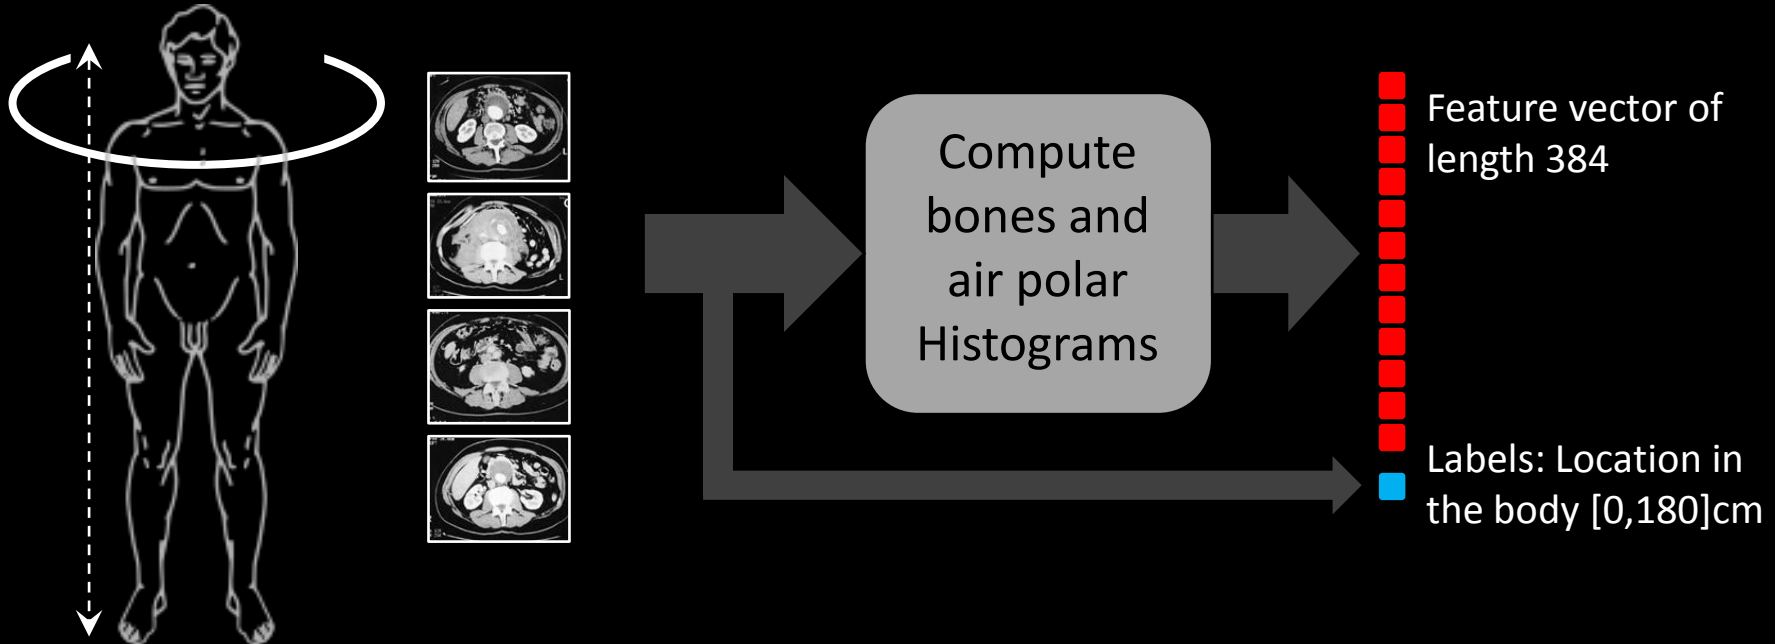 Compute
bones and
air polar
Histograms
Feature vector of
length 384
Labels: Location in
the body [0,180]cm